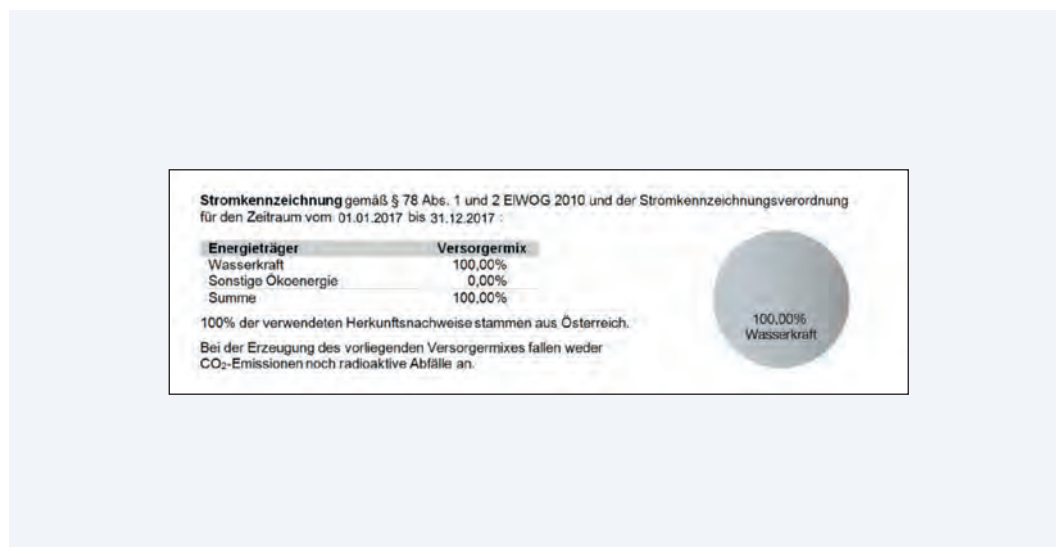 Stromkennzeichnung gemäß § 78 Abs. 1 und 2 ElWOG 2010 und der Stromkennzeichnungsverordnung
für den Zeitraum vom 01.01.2017 bis 31.12.2017 :
Energieträger Versorgermix
Wasserkraft 100,00%
Sonstige Ökoenergie 0,00%
Summe 100,00%
100% der verwendeten Herkunftsnachweise stammen aus Österreich.
Bei der Erzeugung des vorliegenden Versorgermixes fallen weder
CO₂-Emissionen noch radioaktive Abfälle an.
100,00%
Wasserkraft